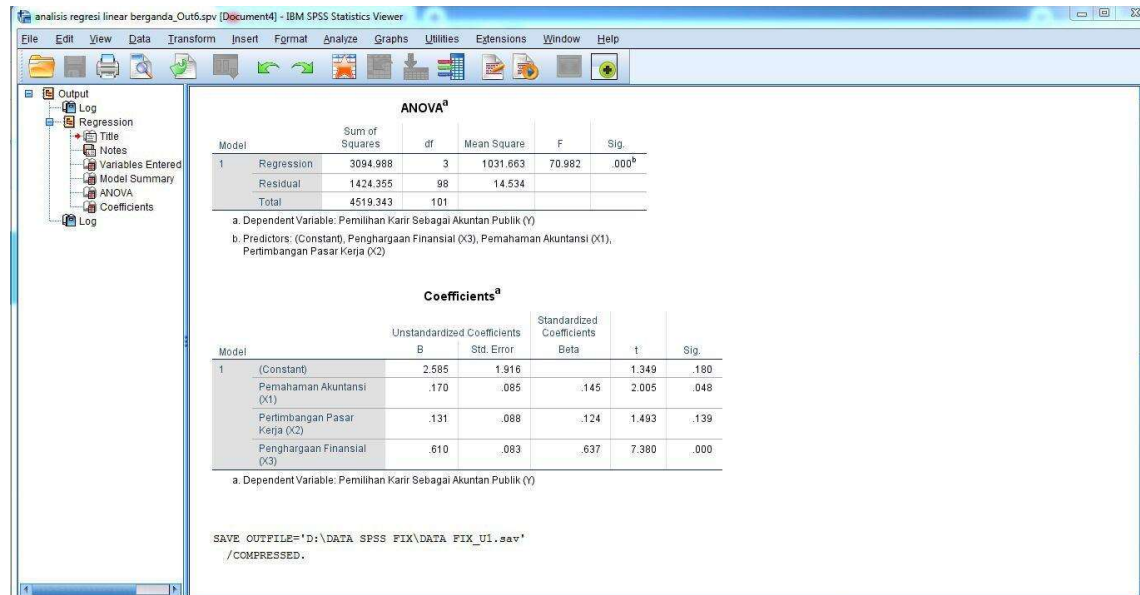 analisis regresi linear berganda_Out6.spv [Document4] - IBM SPSS Statistics Viewer
File Edit View Data Transform Insert Format Analyze Graphs Utilities Extensions Window Help
Output
Log
Regression
Title
Notes
Variables Entered
Model Summary
ANOVA
Coefficients
Log
ANOVAa
Model Sum of Squares df Mean Square F Sig.
1 Regression 3094.988 3 1031.663 70.982 .000b
Residual 1424.355 98 14.534
Total 4519.343 101
a. Dependent Variable: Pemilihan Karir Sebagai Akuntan Publik (Y)
b. Predictors: (Constant), Penghargaan Finansial (X3), Pemahaman Akuntansi (X1),
Pertimbangan Pasar Kerja (X2)
Coefficientsa
Unstandardized Coefficients Standardized Coefficients
Model B Std. Error Beta t Sig.
1 (Constant) 2.585 1.916 1.349 .180
Pemahaman Akuntansi (X1) .170 .085 .145 2.005 .048
Pertimbangan Pasar Kerja (X2) .131 .088 .124 1.493 .139
Penghargaan Finansial (X3) .610 .083 .637 7.380 .000
a. Dependent Variable: Pemilihan Karir Sebagai Akuntan Publik (Y)
SAVE OUTFILE='D:\DATA SPSS FIX\DATA FIX_U1.sav'
/COMPRESSED.